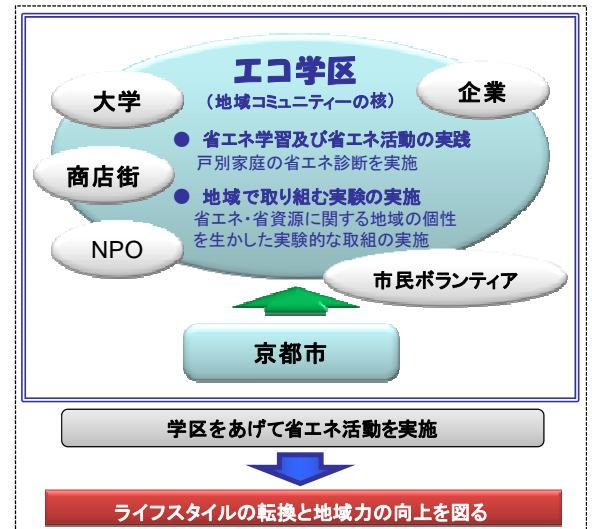 エコ学区
(地域コミュニティーの核)
大学
企業
● 省エネ学習及び省エネ活動の実践
戸別家庭の省エネ診断を実施
商店街
● 地域で取り組む実験の実施
省エネ・省資源に関する地域の個性
を生かした実験的な取組の実施
NPO
市民ボランティア
京都市
学区をあげて省エネ活動を実施
ライフスタイルの転換と地域力の向上を図る